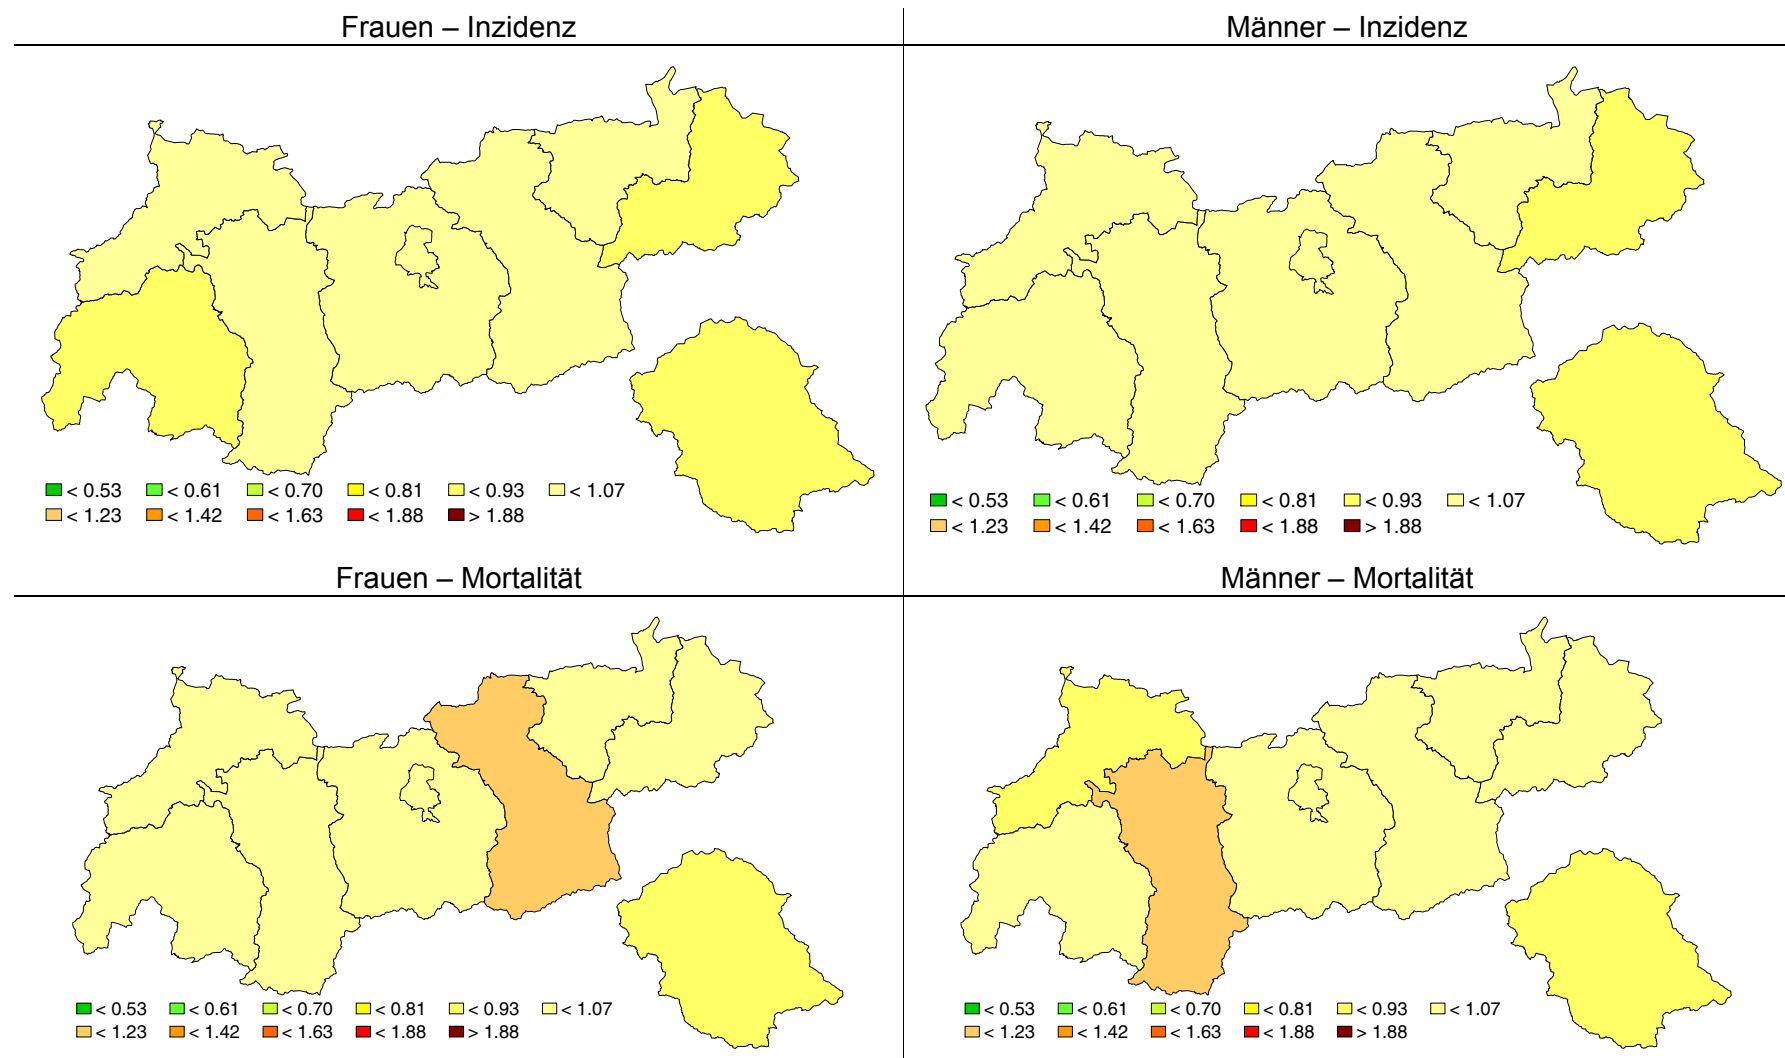 Frauen – Inzidenz
< 0.53 < 0.61 < 0.70 < 0.81 < 0.93 < 1.07
< 1.23 < 1.42 < 1.63 < 1.88 > 1.88
Männer – Inzidenz
< 0.53 < 0.61 < 0.70 < 0.81 < 0.93 < 1.07
< 1.23 < 1.42 < 1.63 < 1.88 > 1.88
Frauen – Mortalität
< 0.53 < 0.61 < 0.70 < 0.81 < 0.93 < 1.07
< 1.23 < 1.42 < 1.63 < 1.88 > 1.88
Männer – Mortalität
< 0.53 < 0.61 < 0.70 < 0.81 < 0.93 < 1.07
< 1.23 < 1.42 < 1.63 < 1.88 > 1.88